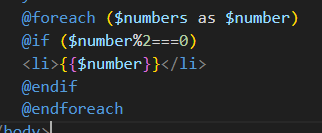 @foreach ($numbers as $number)
@if ($number%2===0)
<li>{{$number}}</li>
@endif
@endforeach
/body>